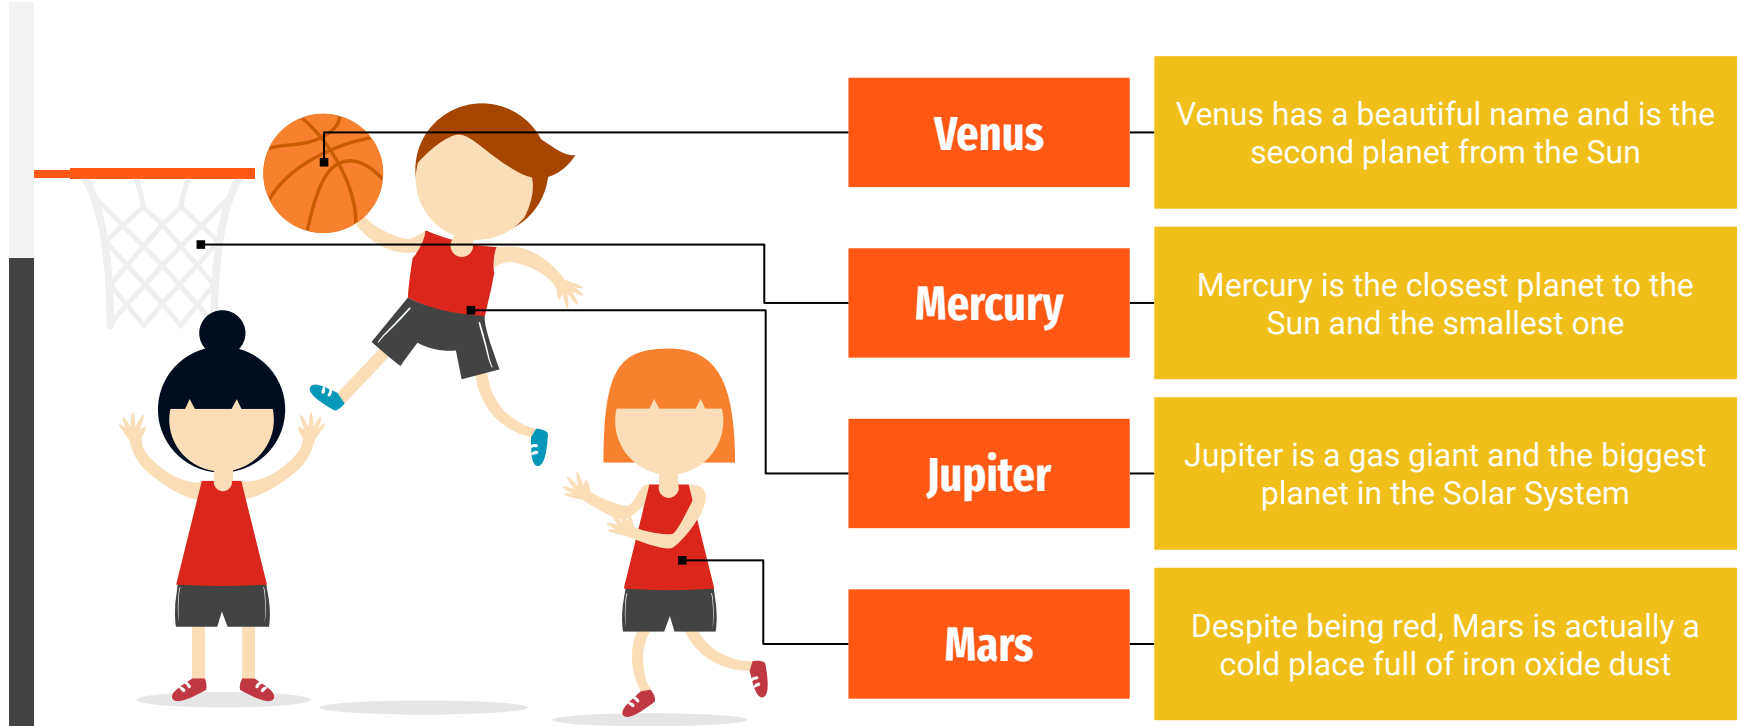 Venus
Venus has a beautiful name and is the
second planet from the Sun
Mercury
Mercury is the closest planet to the
Sun and the smallest one
Jupiter
Jupiter is a gas giant and the biggest
planet in the Solar System
Mars
Despite being red, Mars is actually a
cold place full of iron oxide dust